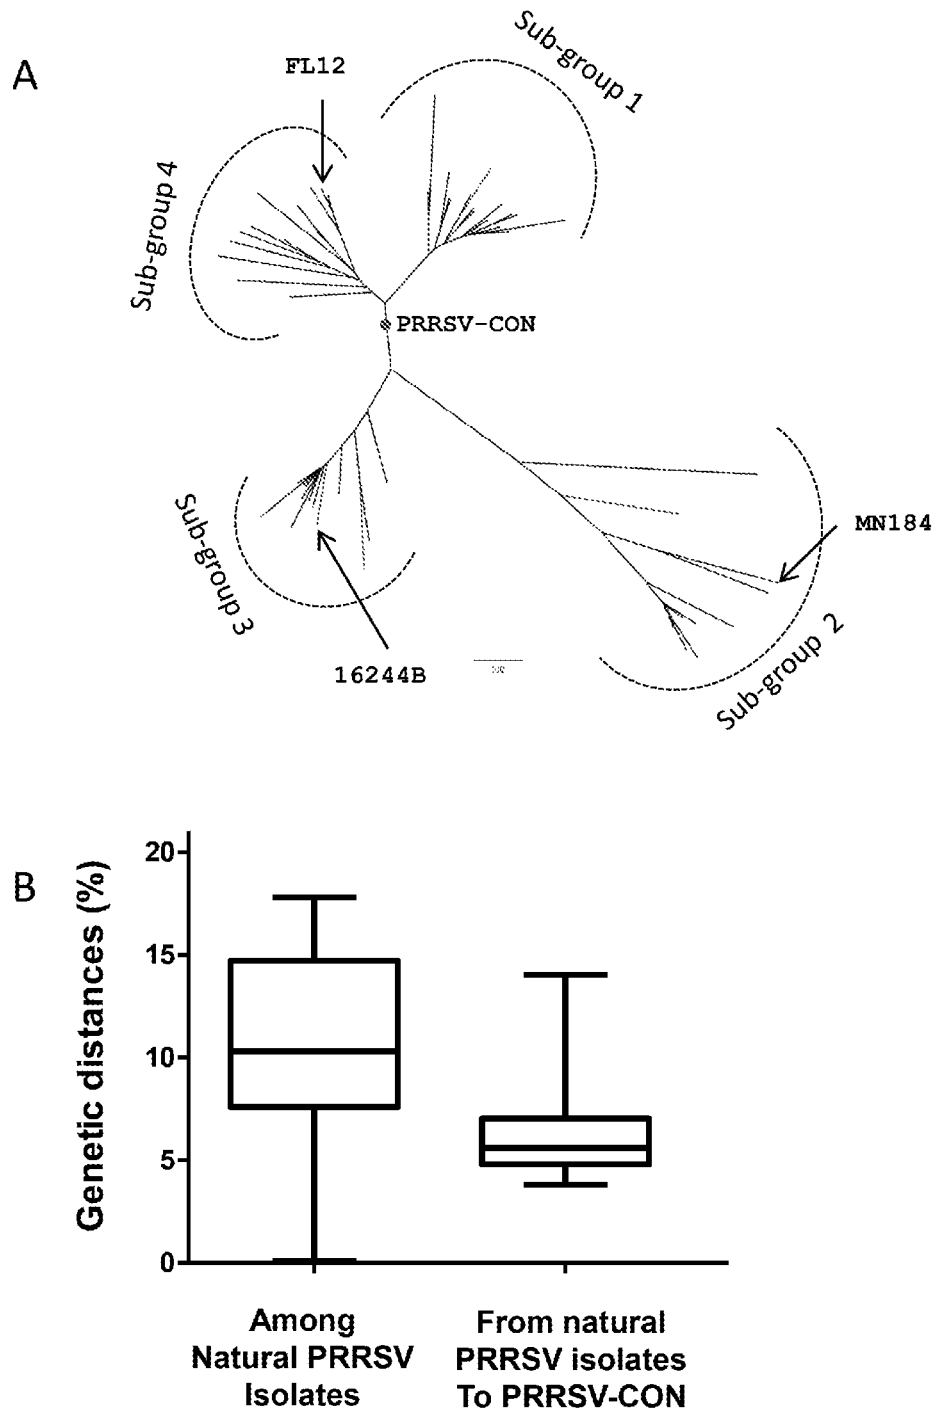 A
FL12
Sub-group 1
Sub-group 4
PRRSV-CON
Sub-group 3
MN184
16244B
Sub-group 2
B
Genetic distances (%)
20
15
10
5
0
Among
Natural PRRSV
Isolates
From natural
PRRSV isolates
To PRRSV-CON